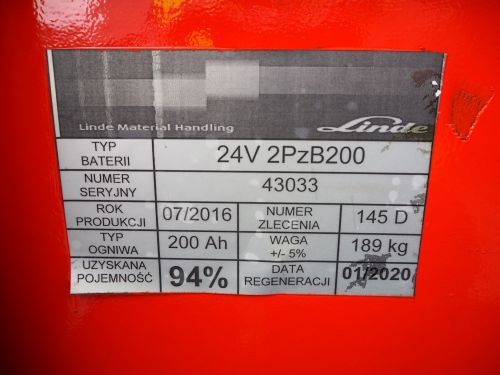 Linde Material Handling
Linde
TYP BATERII 24V 2PzB200
NUMER SERYJNY 43033
ROK PRODUKCJI 07/2016 NUMER ZLECENIA 145 D
TYP OGNIWA 200 Ah WAGA +/- 5% 189 kg
UZYSKANA POJEMNOŚĆ 94% DATA REGENERACJI 01/2020